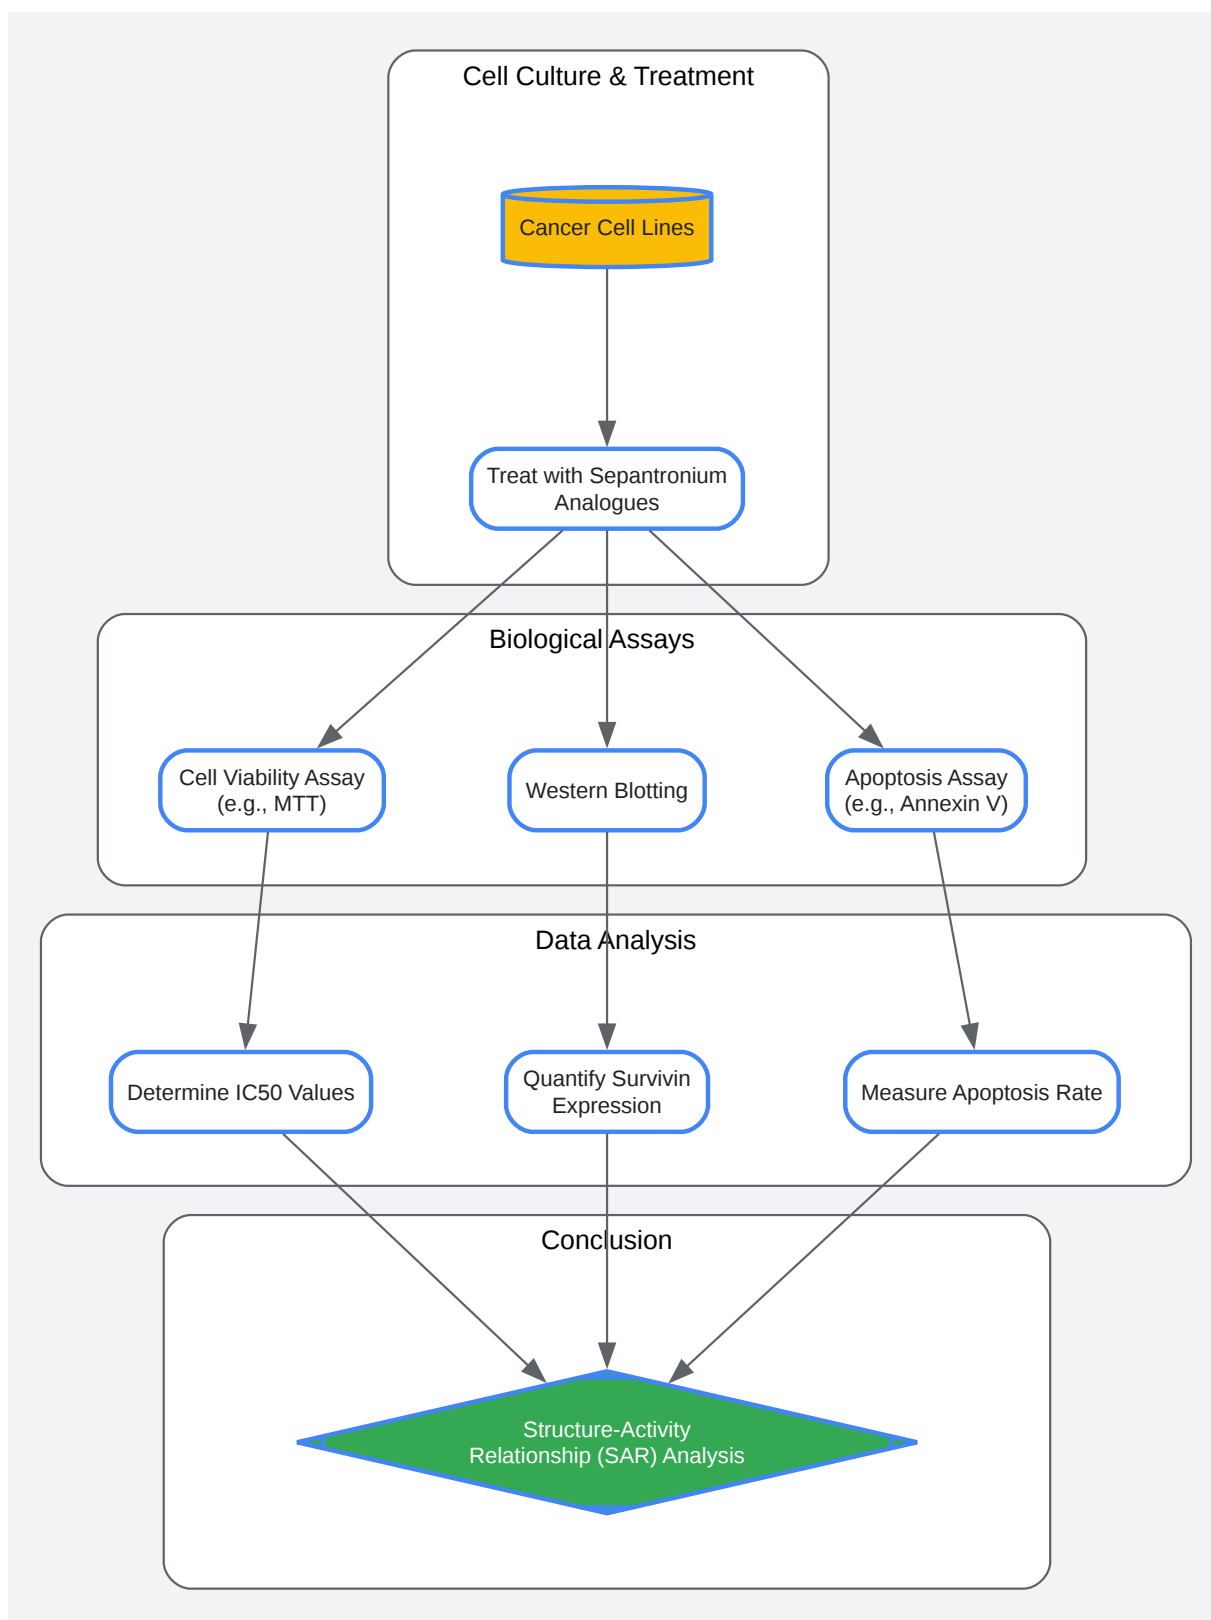 Cell Culture & Treatment
Cancer Cell Lines
Treat with Sepantronium
Analogues
Biological Assays
Cell Viability Assay
(e.g., MTT)
Western Blotting
Apoptosis Assay
(e.g., Annexin V)
Data Analysis
Determine IC50 Values
Quantify Survivin
Expression
Measure Apoptosis Rate
Conclusion
Structure-Activity
Relationship (SAR) Analysis